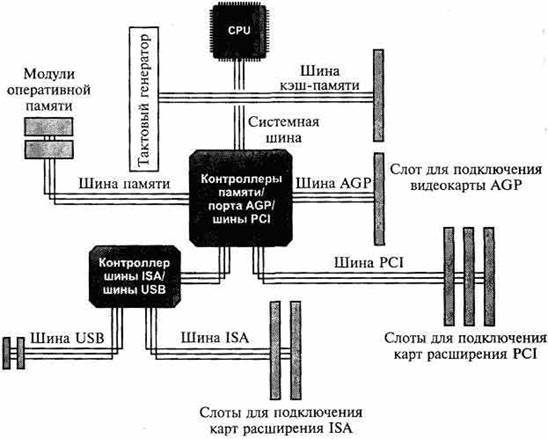 CPU
Тактовый генератор
Шина
кэш-памяти
Модули
оперативной
памяти
Системная
шина
Шина памяти
Контроллеры
памяти/
порта AGP/
шины PCI
Шина AGP
Слот для подключения
видеокарты AGP
Контроллер
шины ISA/
шины USB
Шина PCI
Шина USB
Шина ISA
Слоты для подключения
карт расширения PCI
Слоты для подключения
карт расширения ISA